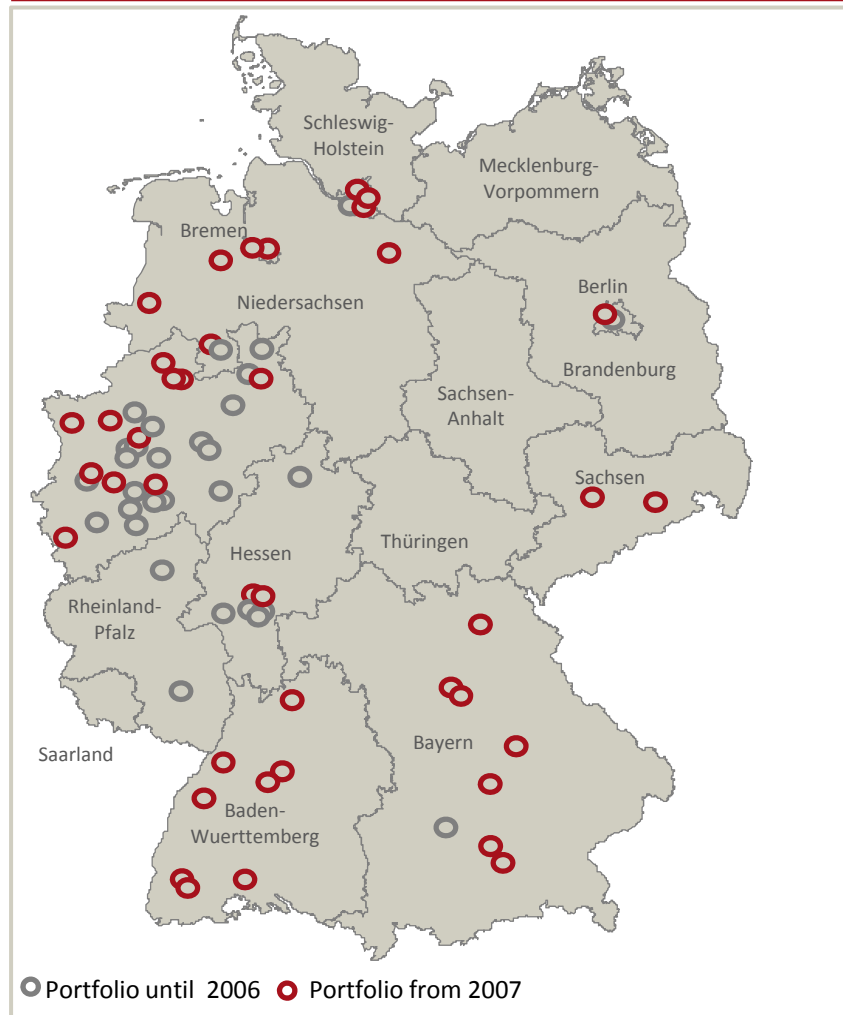 Schleswig-
Holstein
Mecklenburg-
Vorpommern
Bremen
Niedersachsen
Berlin
Brandenburg
Sachsen-
Anhalt
Sachsen
Hessen
Thüringen
Rheinland-
Pfalz
Saarland
Bayern
Baden-
Wuerttemberg
Portfolio until 2006
Portfolio from 2007